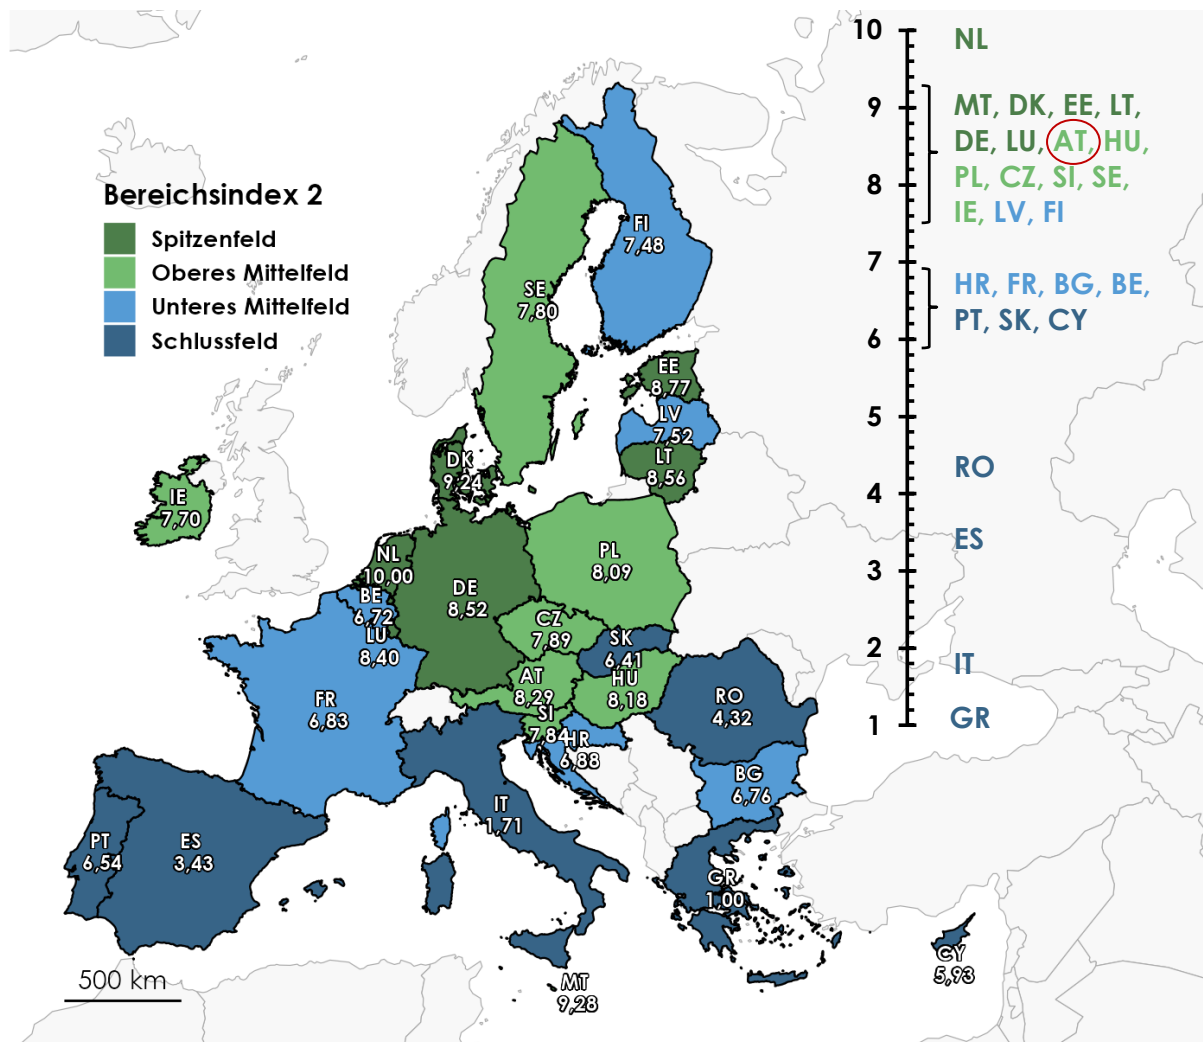 Bereichsindex 2
Spitzenfeld
Oberes Mittelfeld
Unteres Mittelfeld
Schlussfeld
10
9
8
7
6
5
4
3
2
1
NL
MT, DK, EE, LT,
DE, LU, AT, HU,
PL, CZ, SI, SE,
IE, LV, FI
HR, FR, BG, BE,
PT, SK, CY
RO
ES
IT
GR
FI
7,48
SE
7,80
EE
8,77
LV
7,52
LT
8,56
DK
9,24
IE
7,70
NL
10,00
BE
6,72
LU
8,40
DE
8,52
PL
8,09
CZ
7,89
SK
6,41
AT
8,29
HU
8,18
SI
7,84
HR
6,88
FR
6,83
RO
4,32
BG
6,76
IT
1,71
PT
6,54
ES
3,43
GR
1,00
CY
5,93
MT
9,28
500 km